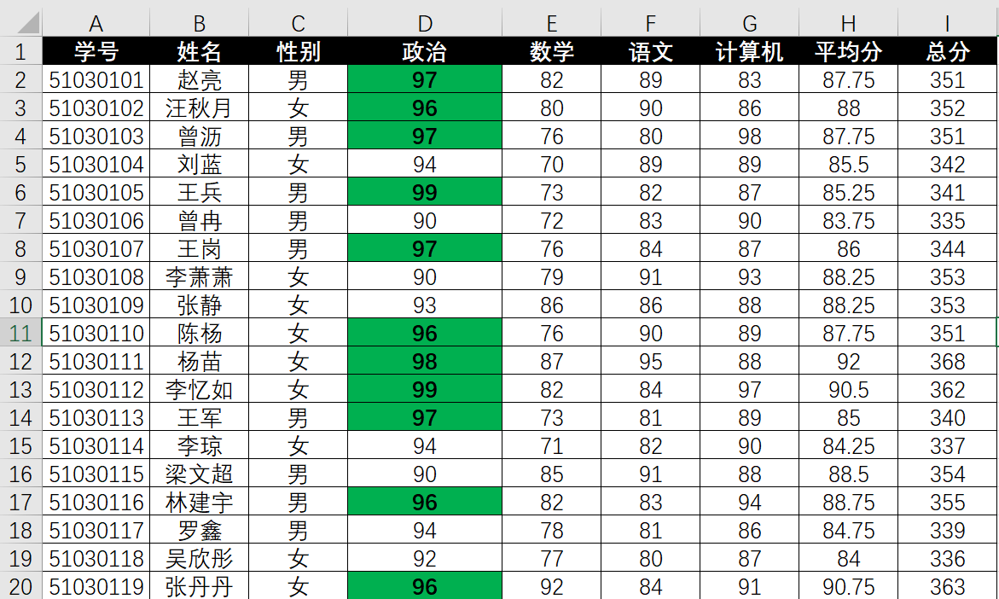 A B C D E F G H I
1 学号 姓名 性别 政治 数学 语文 计算机 平均分 总分
2 51030101 赵亮 男 97 82 89 83 87.75 351
3 51030102 汪秋月 女 96 80 90 86 88 352
4 51030103 曾沥 男 97 76 80 98 87.75 351
5 51030104 刘蓝 女 94 70 89 89 85.5 342
6 51030105 王兵 男 99 73 82 87 85.25 341
7 51030106 曾冉 男 90 72 83 90 83.75 335
8 51030107 王岗 男 97 76 84 87 86 344
9 51030108 李萧萧 女 90 79 91 93 88.25 353
10 51030109 张静 女 93 86 86 88 88.25 353
11 51030110 陈杨 女 96 76 90 89 87.75 351
12 51030111 杨苗 女 98 87 95 88 92 368
13 51030112 李忆如 女 99 82 84 97 90.5 362
14 51030113 王军 男 97 73 81 89 85 340
15 51030114 李琼 女 94 71 82 90 84.25 337
16 51030115 梁文超 男 90 85 91 88 88.5 354
17 51030116 林建宇 男 96 82 83 94 88.75 355
18 51030117 罗鑫 男 94 78 81 86 84.75 339
19 51030118 吴欣彤 女 92 77 80 87 84 336
20 51030119 张丹丹 女 96 92 84 91 90.75 363